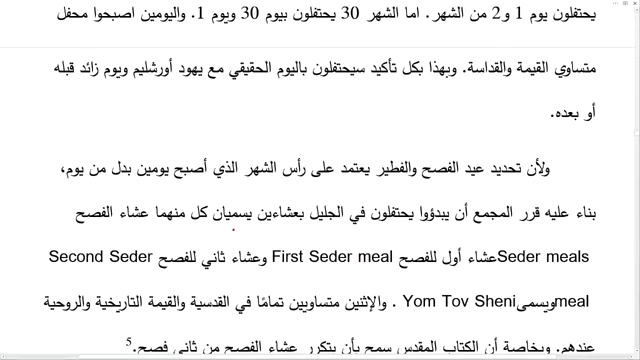 يحتفلون يوم 1 و2 من الشهر. اما الشهر 30 يحتفلون بيوم 30 ويوم 1. واليومين اصبحوا محفل
متساوي القيمة والقداسة. وبهذا بكل تأكيد سيحتفلون باليوم الحقيقي مع يهود أورشليم ويوم زائد قبله
أو بعده.
ولأن تحديد عيد الفصح والفطير يعتمد على رأس الشهر الذي أصبح يومين بدل من يوم،
بناء عليه قرر المجمع أن يبدؤوا يحتفلون في الجليل بعشاءين يسميان كل منهما عشاء الفصح
Seder meals عشاء أول للفصح First Seder meal وعشاء ثاني للفصح Second Seder
meal ويسمى Yom Tov Sheni . والإثنين متساويين تمامًا في القدسية والقيمة التاريخية والروحية
عندهم. وبخاصة أن الكتاب المقدس سمح بأن يتكرر عشاء الفصح من ثاني فصح.5